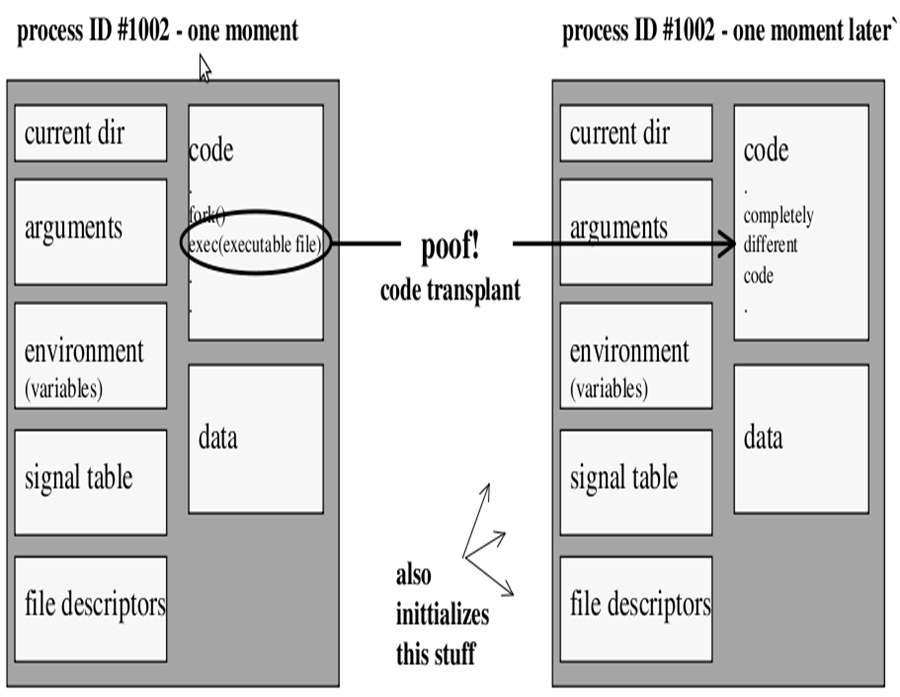 process ID #1002 - one moment
current dir
arguments
environment
(variables)
signal table
file descriptors
code
.
fork()
exec(executable file)
.
.
data
poof!
code transplant
also
inittializes
this stuff
process ID #1002 - one moment later`
current dir
arguments
environment
(variables)
signal table
file descriptors
code
.
completely
different
code
.
data